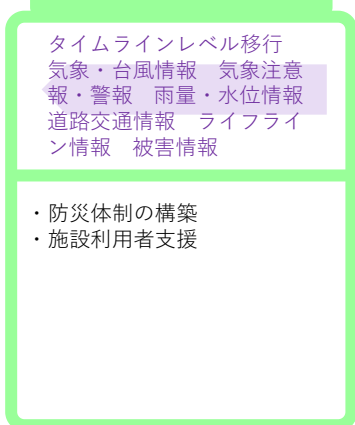 タイムラインレベル移行
気象・台風情報　気象注意
報・警報　雨量・水位情報
道路交通情報　ライフライ
ン情報　被害情報
・防災体制の構築
・施設利用者支援